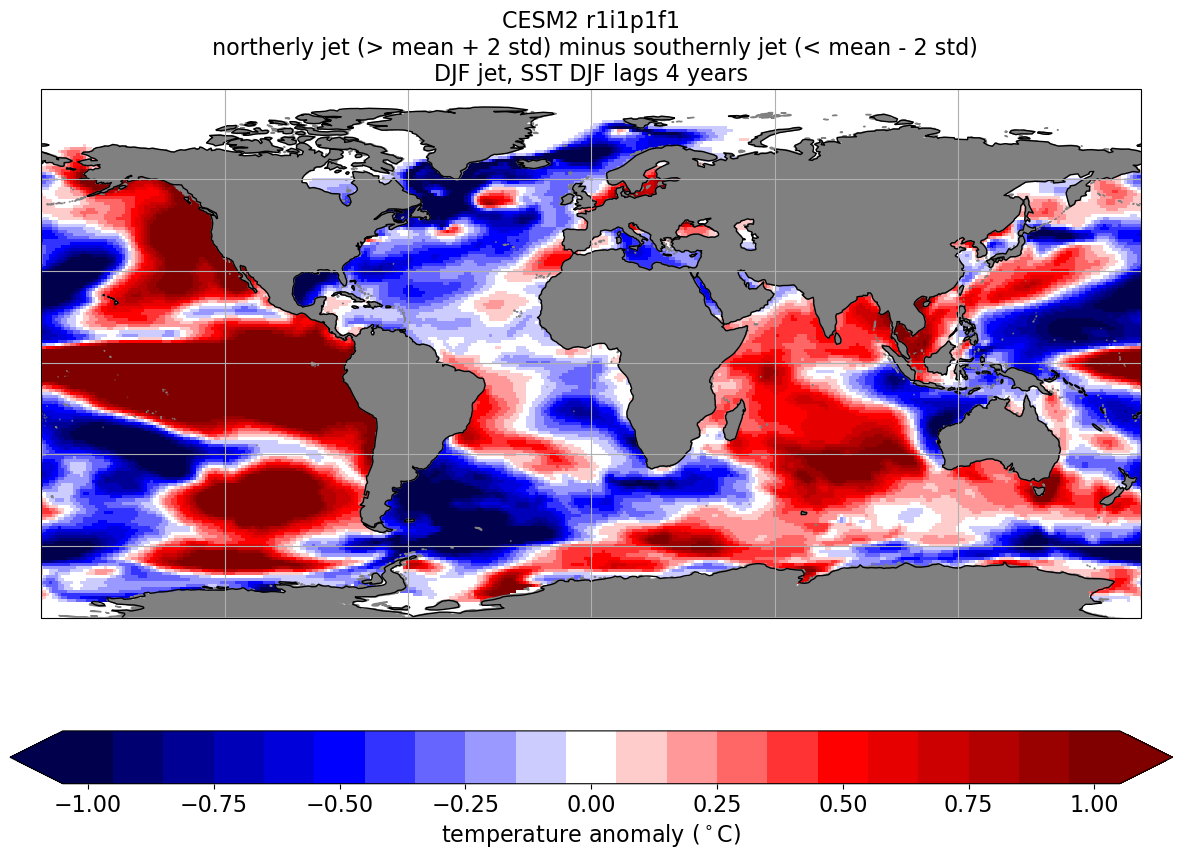 CESM2 r1i1p1f1
northerly jet (> mean + 2 std) minus southernly jet (< mean - 2 std)
DJF jet, SST DJF lags 4 years
−1.00 −0.75 −0.50 −0.25 0.00 0.25 0.50 0.75 1.00
temperature anomaly (°C)